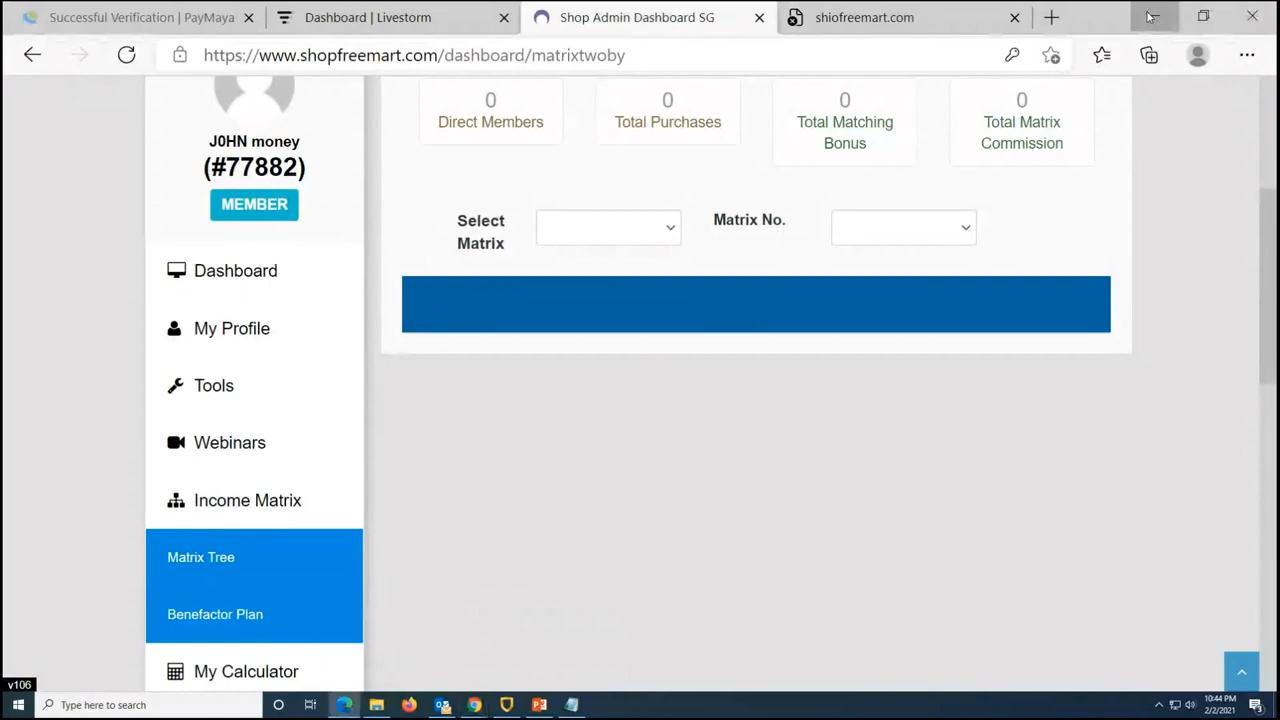 Successful Verification | PayMaya
Dashboard | Livestorm
Shop Admin Dashboard SG
shiofreemart.com
https://www.shopfreemart.com/dashboard/matrixtwoby
J0HN money
(#77882)
MEMBER
Dashboard
My Profile
Tools
Webinars
Income Matrix
Matrix Tree
Benefactor Plan
My Calculator
0
Direct Members
0
Total Purchases
0
Total Matching
Bonus
0
Total Matrix
Commission
Select
Matrix
Matrix No.
v106
Type here to search
10:44 PM
2/2/2021